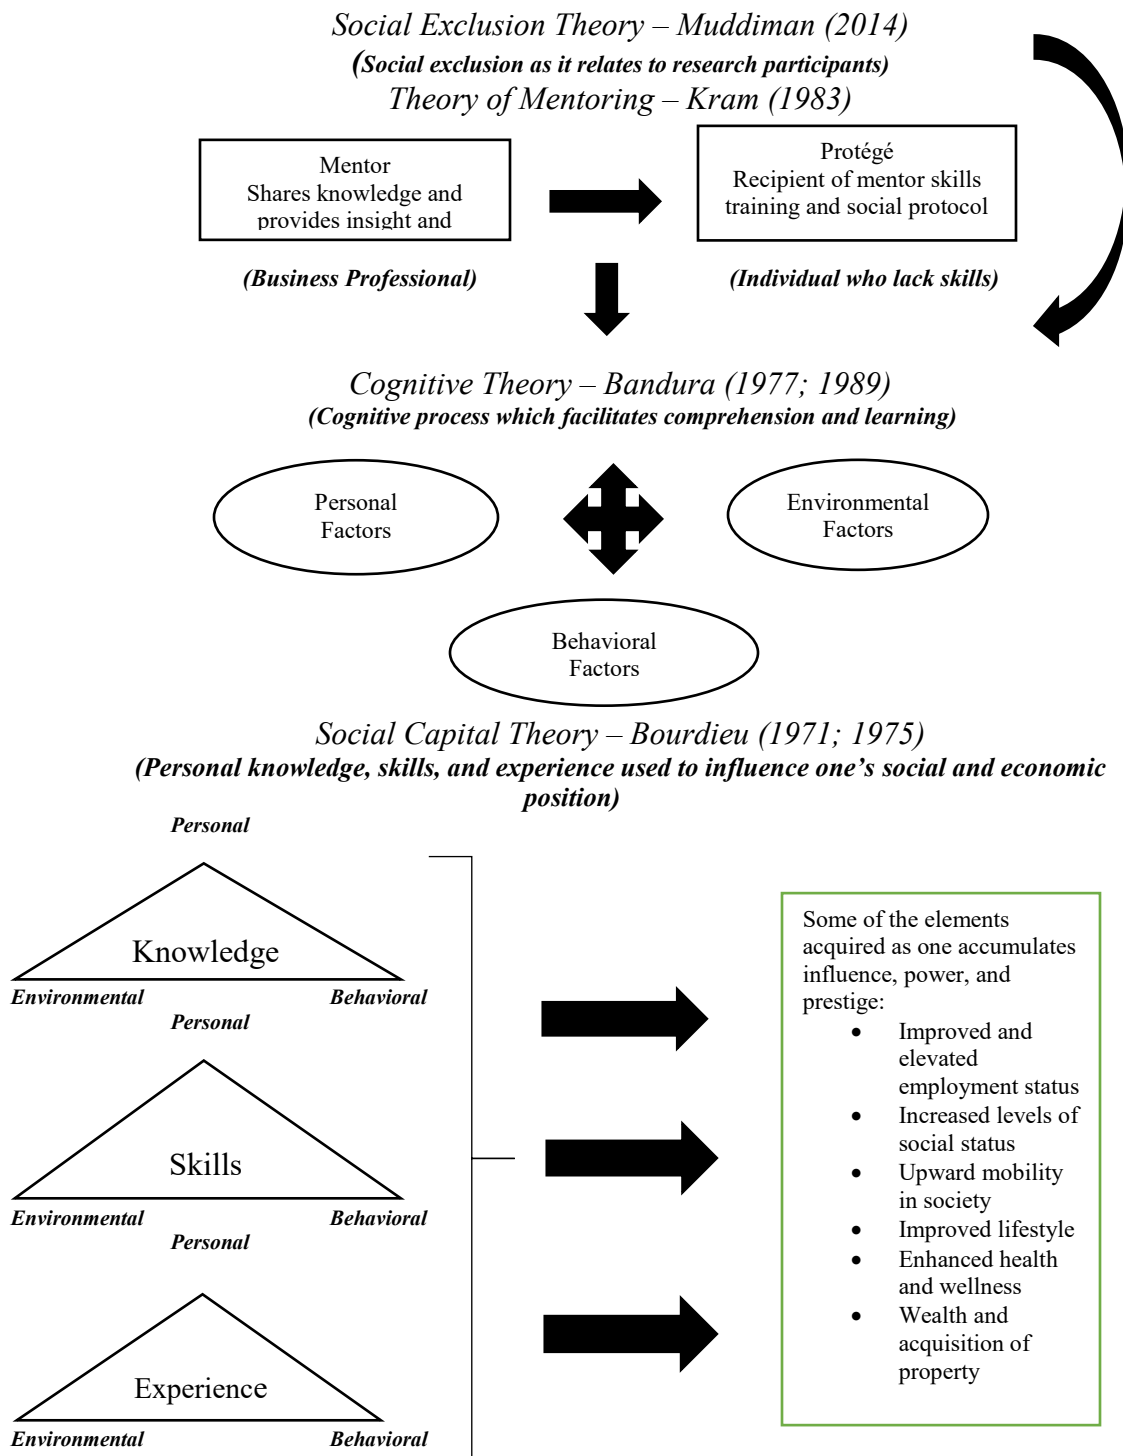 Social Exclusion Theory – Muddiman (2014)
(Social exclusion as it relates to research participants)
Theory of Mentoring – Kram (1983)
Mentor
Shares knowledge and
provides insight and
Protégé
Recipient of mentor skills
training and social protocol
(Business Professional)
(Individual who lack skills)
Cognitive Theory – Bandura (1977; 1989)
(Cognitive process which facilitates comprehension and learning)
Personal
Factors
Environmental
Factors
Behavioral
Factors
Social Capital Theory – Bourdieu (1971; 1975)
(Personal knowledge, skills, and experience used to influence one’s social and economic
position)
Personal
Knowledge
Environmental
Behavioral
Personal
Skills
Environmental
Behavioral
Personal
Experience
Environmental
Behavioral
Some of the elements
acquired as one accumulates
influence, power, and
prestige:
• Improved and
elevated
employment status
• Increased levels of
social status
• Upward mobility
in society
• Improved lifestyle
• Enhanced health
and wellness
• Wealth and
acquisition of
property